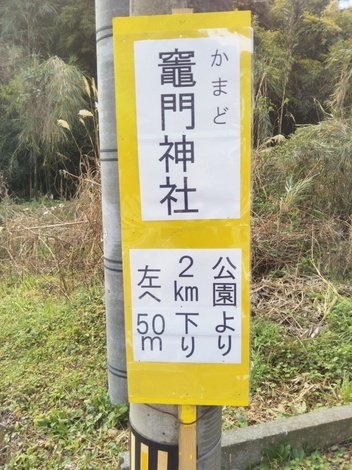 かまど
竈門神社
公園より
2km下り
左へ50m